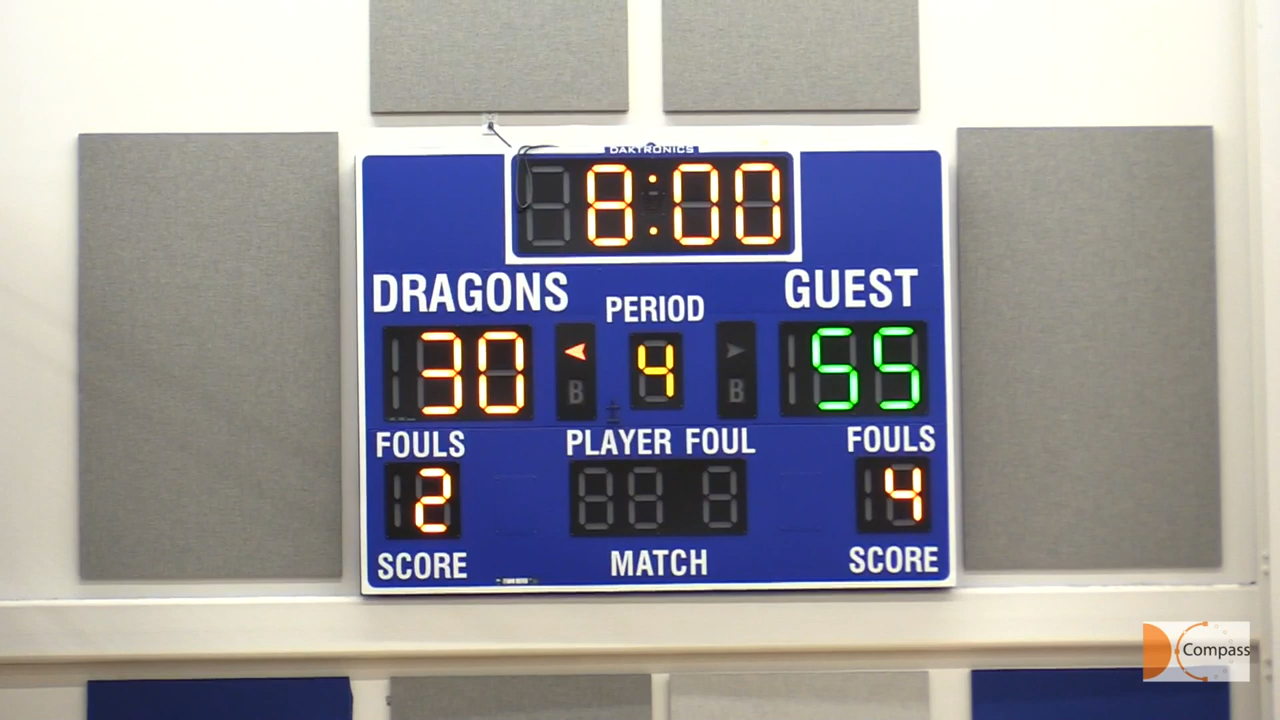 DAKTRONICS
8:00
DRAGONS
GUEST
PERIOD
30
4
55
B
B
FOULS
PLAYER FOUL
FOULS
2
4
SCORE
MATCH
SCORE
Compass